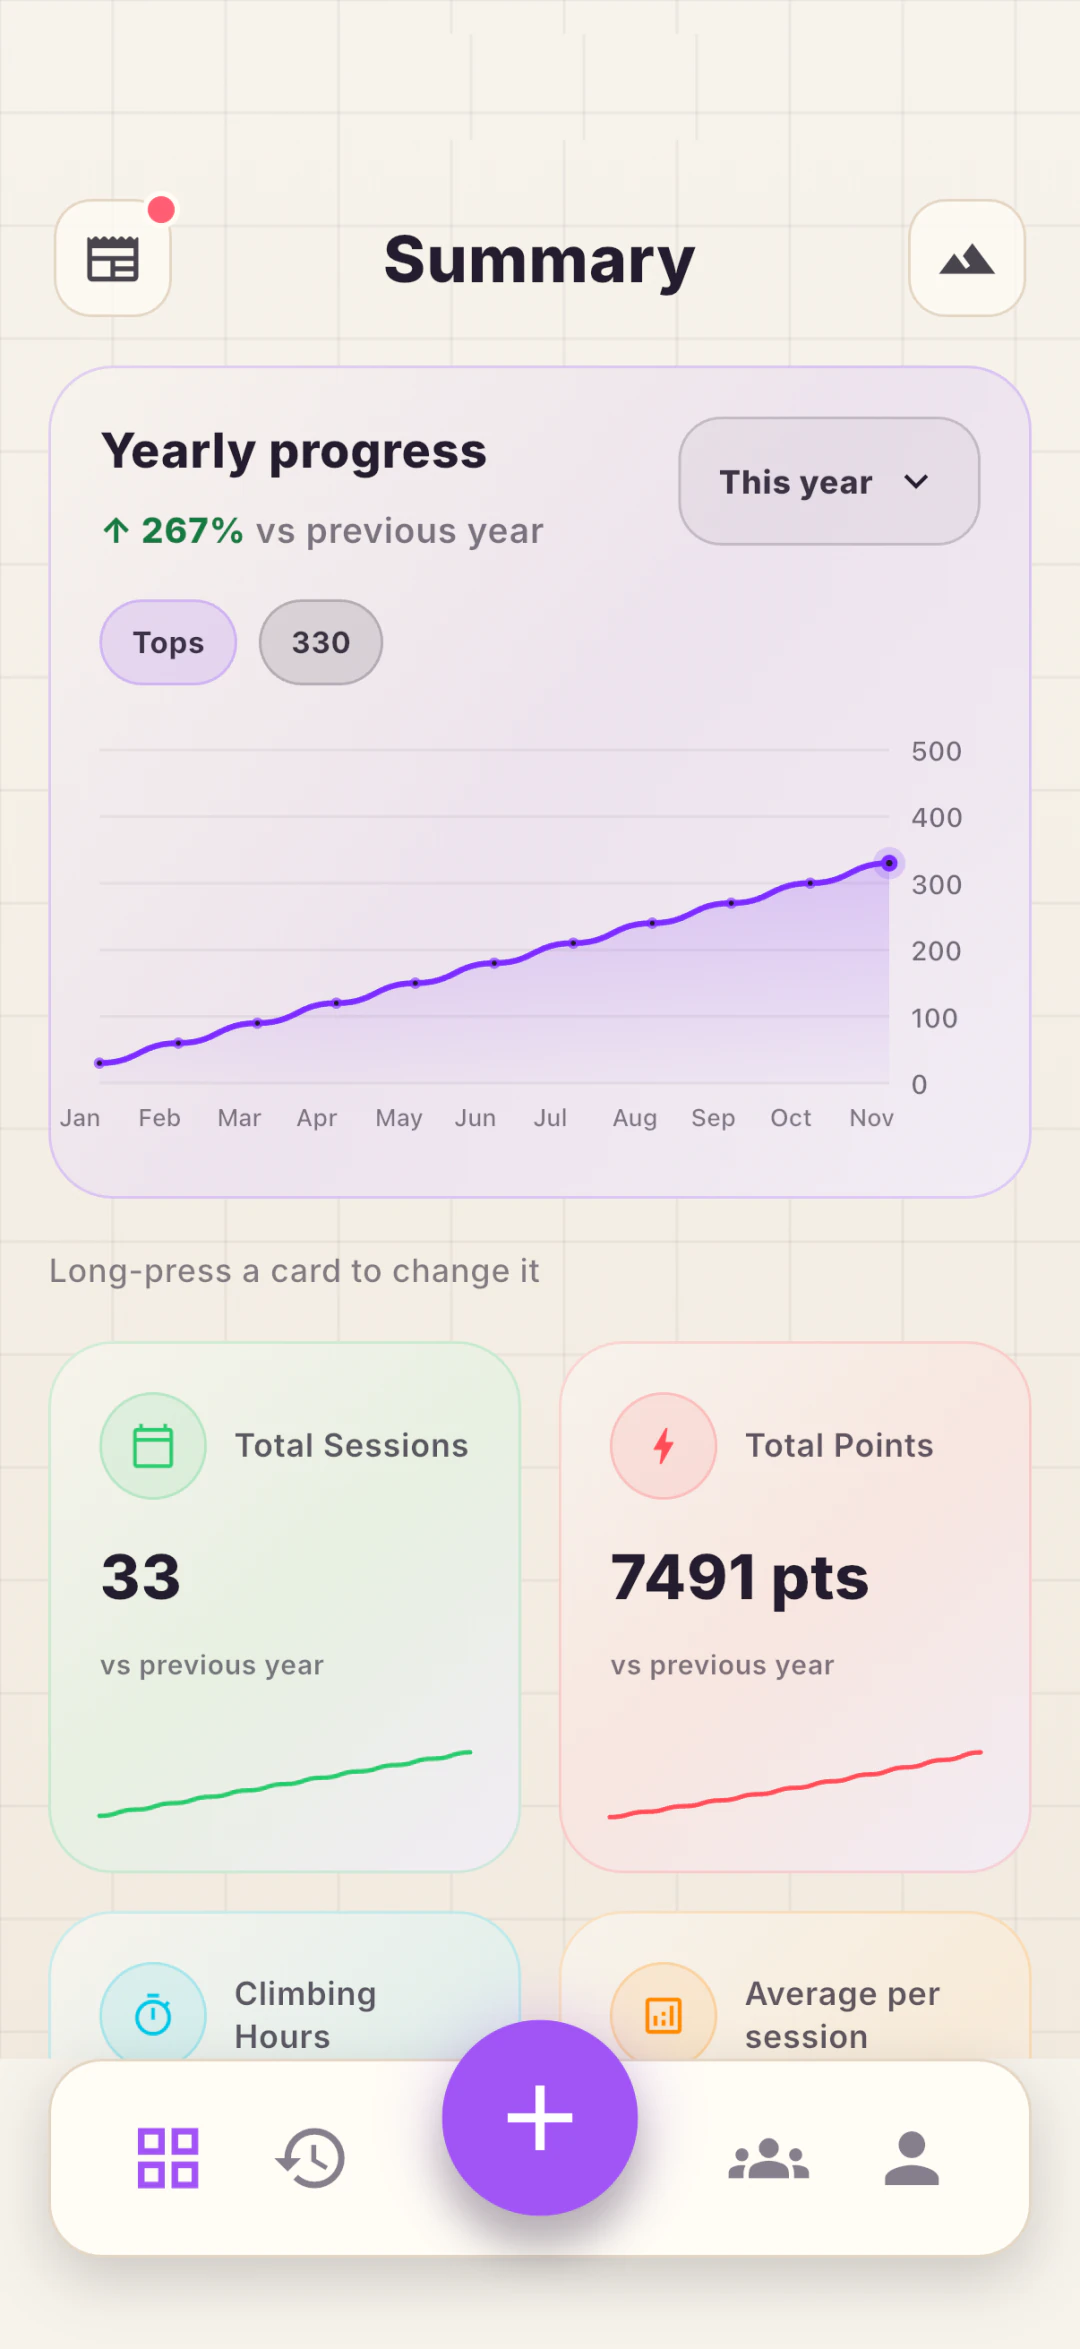 Summary
Yearly progress
This year
↑ 267% vs previous year
Tops
330
500
400
300
200
100
0
Jan Feb Mar Apr May Jun Jul Aug Sep Oct Nov
Long-press a card to change it
Total Sessions
33
vs previous year
Total Points
7491 pts
vs previous year
Climbing
Hours
Average per
session